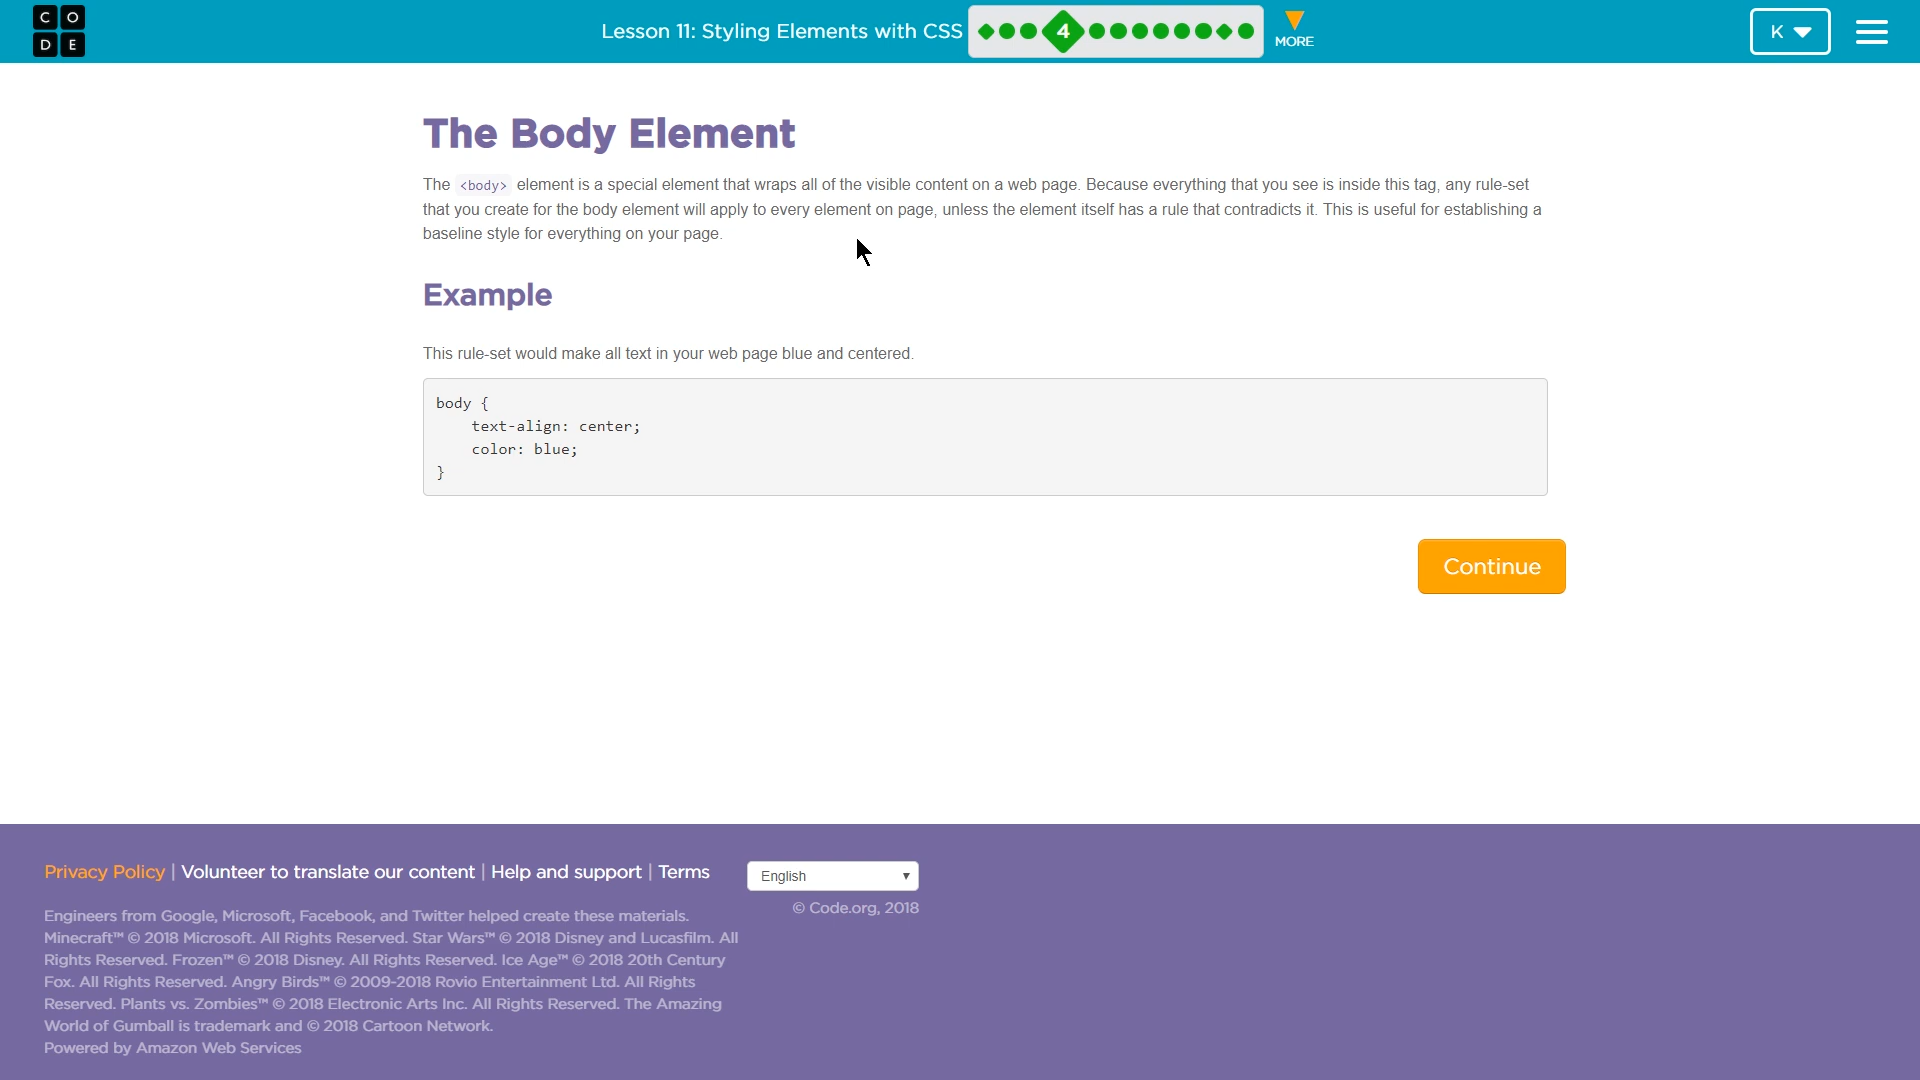 C O
D E
Lesson 11: Styling Elements with CSS
4
MORE
K
The Body Element
The <body> element is a special element that wraps all of the visible content on a web page. Because everything that you see is inside this tag, any rule-set
that you create for the body element will apply to every element on page, unless the element itself has a rule that contradicts it. This is useful for establishing a
baseline style for everything on your page.
Example
This rule-set would make all text in your web page blue and centered.
body {
    text-align: center;
    color: blue;
}
Continue
Privacy Policy | Volunteer to translate our content | Help and support | Terms
English
© Code.org, 2018
Engineers from Google, Microsoft, Facebook, and Twitter helped create these materials.
Minecraft™ © 2018 Microsoft. All Rights Reserved. Star Wars™ © 2018 Disney and Lucasfilm. All
Rights Reserved. Frozen™ © 2018 Disney. All Rights Reserved. Ice Age™ © 2018 20th Century
Fox. All Rights Reserved. Angry Birds™ © 2009-2018 Rovio Entertainment Ltd. All Rights
Reserved. Plants vs. Zombies™ © 2018 Electronic Arts Inc. All Rights Reserved. The Amazing
World of Gumball is trademark and © 2018 Cartoon Network.
Powered by Amazon Web Services